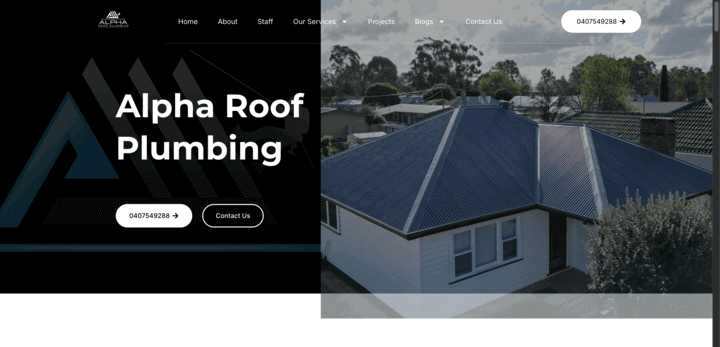 ALPHA
Home About Staff Our Services Projects Blogs Contact Us
0407549288
Alpha Roof
Plumbing
0407549288
Contact Us